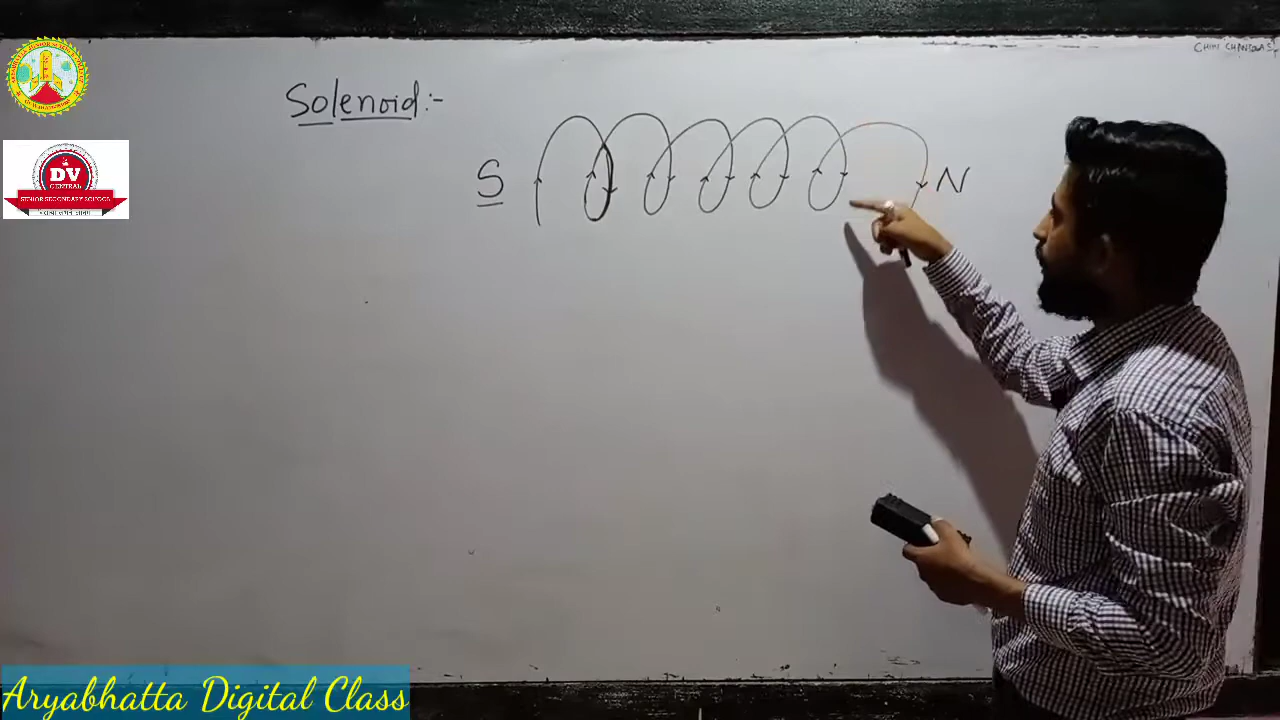 Solenoid:-
S
N
DV
CENTRAL
SENIOR SECONDARY SCHOOL
Aryabhatta Digital Class